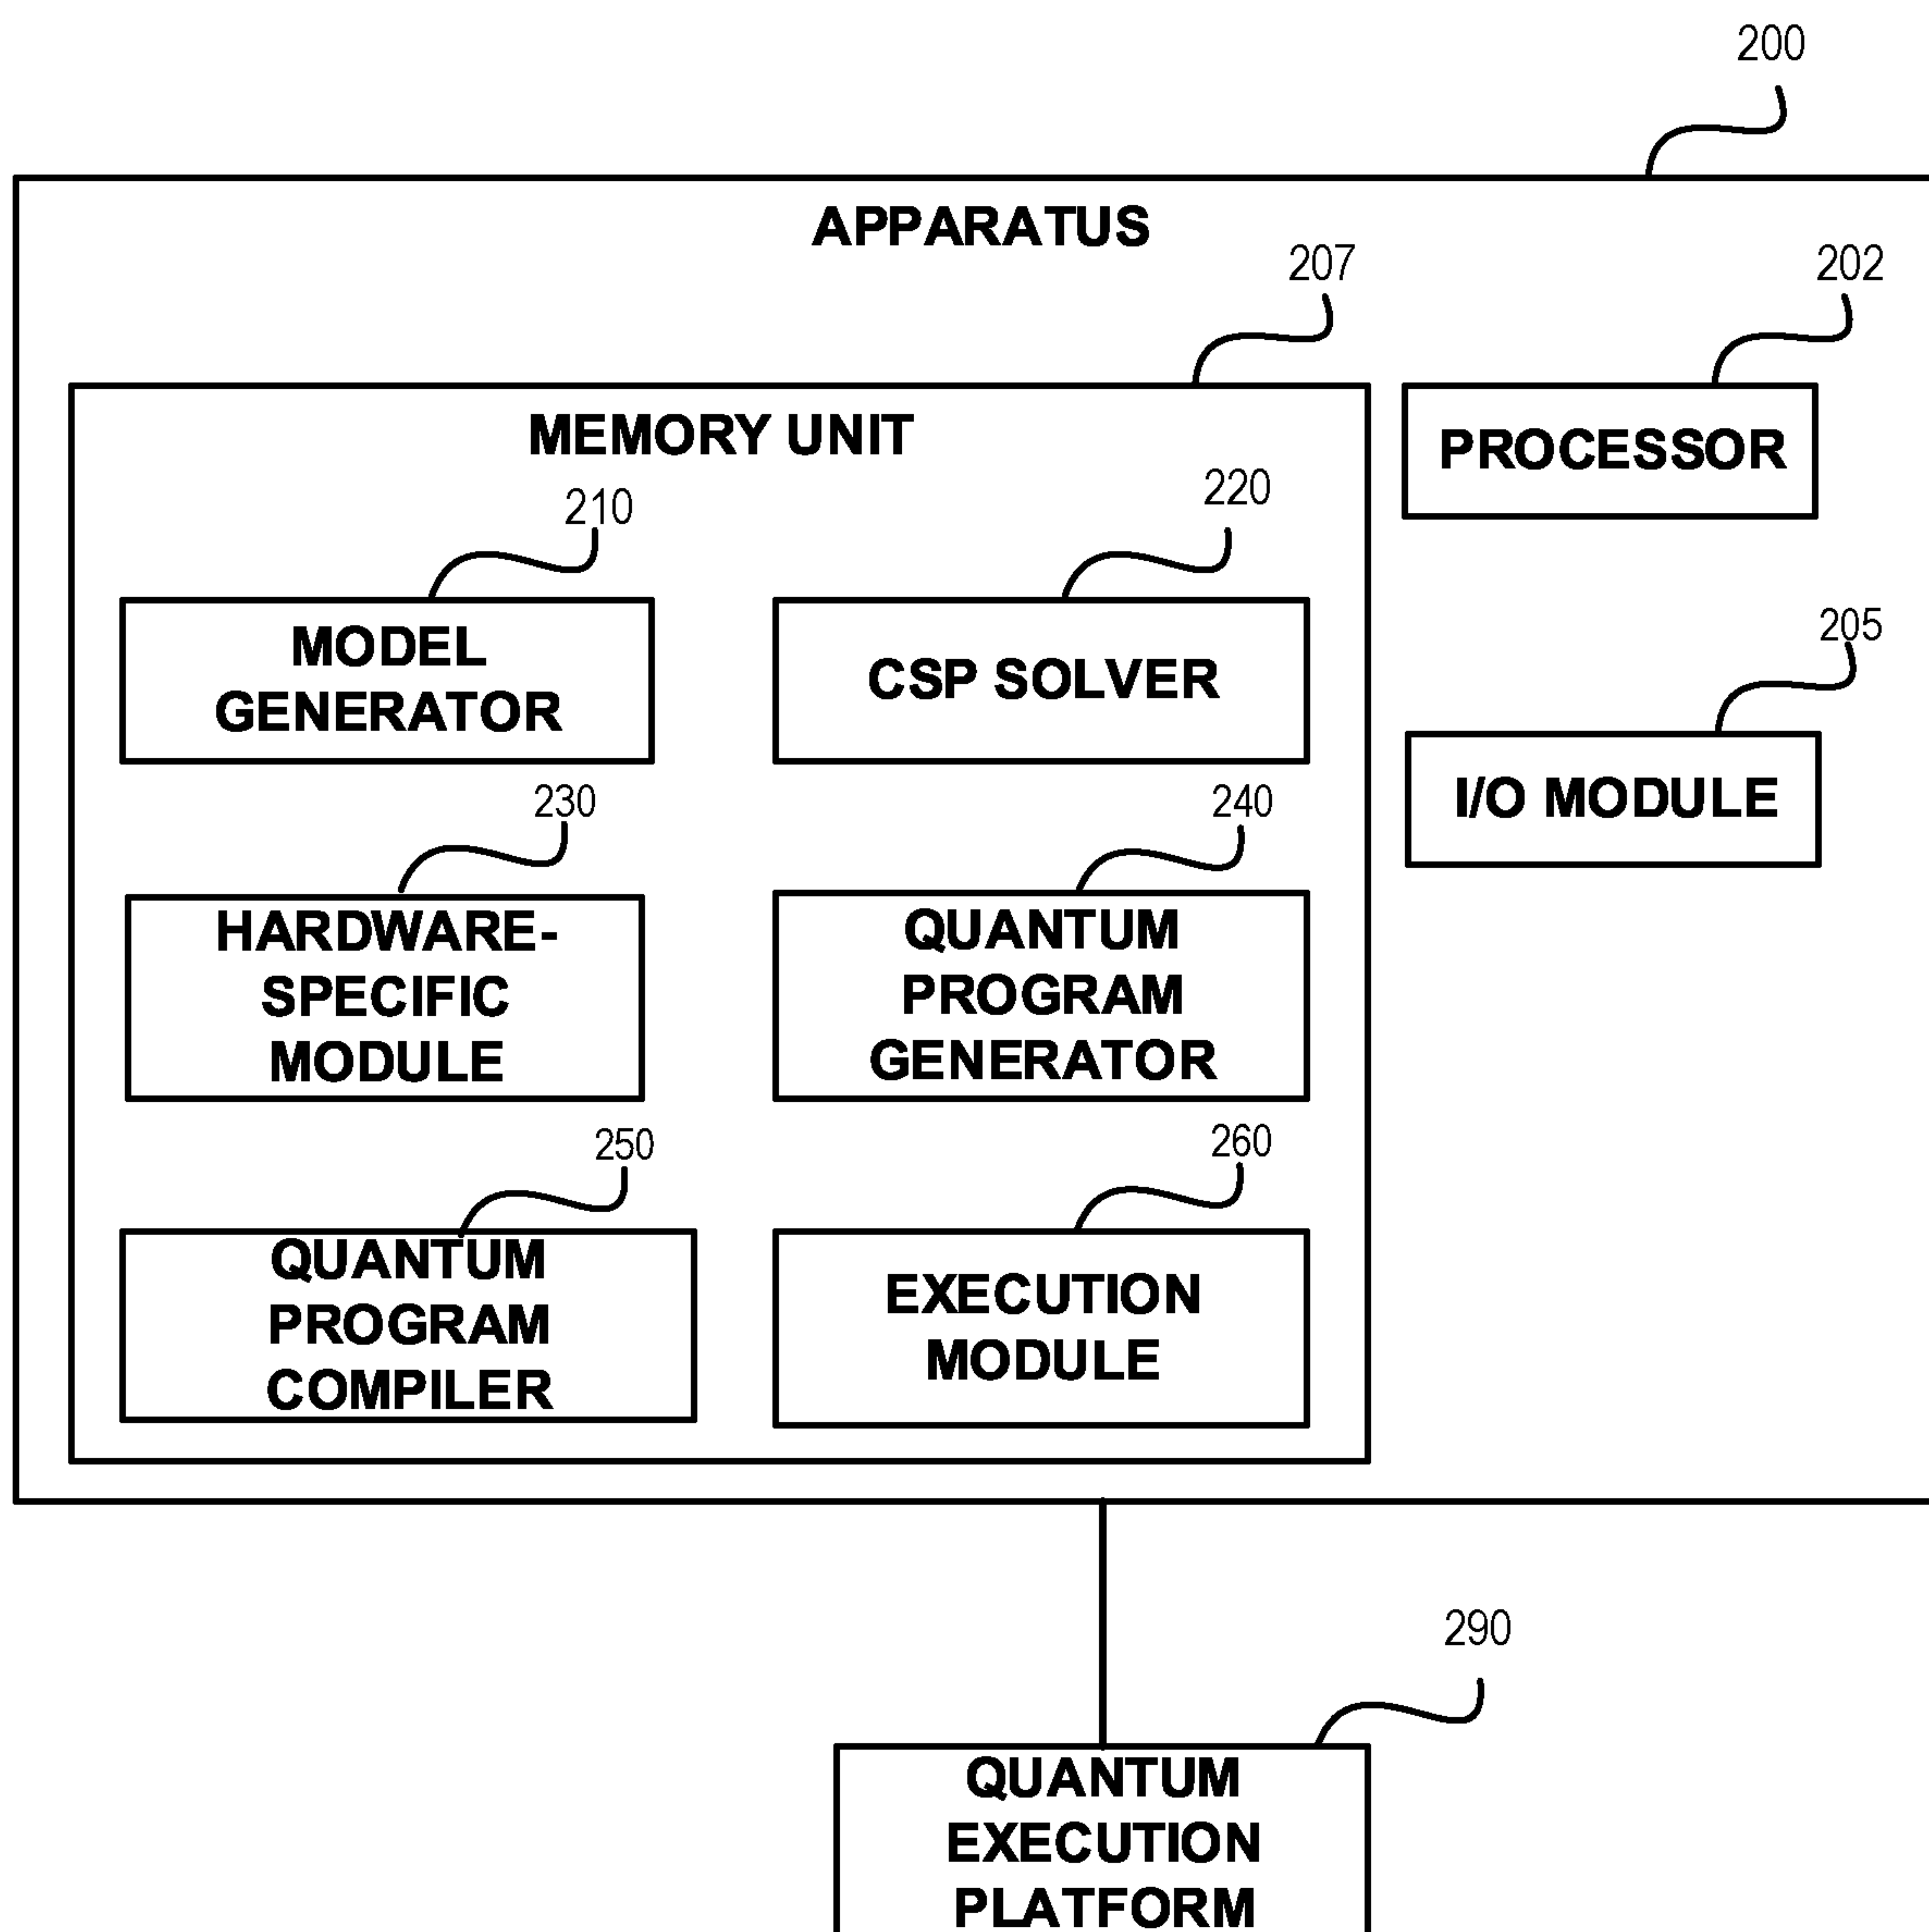 200
APPARATUS
207
202
MEMORY UNIT
PROCESSOR
210
220
MODEL
GENERATOR
CSP SOLVER
205
I/O MODULE
230
240
HARDWARE-
SPECIFIC
MODULE
QUANTUM
PROGRAM
GENERATOR
250
260
QUANTUM
PROGRAM
COMPILER
EXECUTION
MODULE
290
QUANTUM
EXECUTION
PLATFORM